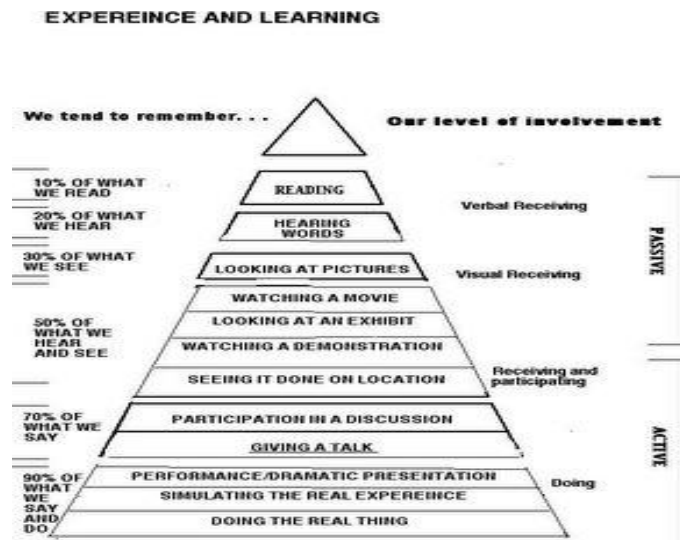 EXPEREINCE AND LEARNING
We tend to remember. . .
Our level of involvement
10% OF WHAT
WE READ
READING
Verbal Receiving
20% OF WHAT
WE HEAR
HEARING
WORDS
30% OF WHAT
WE SEE
LOOKING AT PICTURES
Visual Receiving
PASSIVE
50% OF
WHAT WE
HEAR
AND SEE
WATCHING A MOVIE
LOOKING AT AN EXHIBIT
WATCHING A DEMONSTRATION
SEEING IT DONE ON LOCATION
Receiving and
participating
70% OF
WHAT WE
SAY
PARTICIPATION IN A DISCUSSION
GIVING A TALK
ACTIVE
90% OF
WHAT
WE
SAY
AND
DO
PERFORMANCE/DRAMATIC PRESENTATION
SIMULATING THE REAL EXPEREINCE
DOING THE REAL THING
Doing